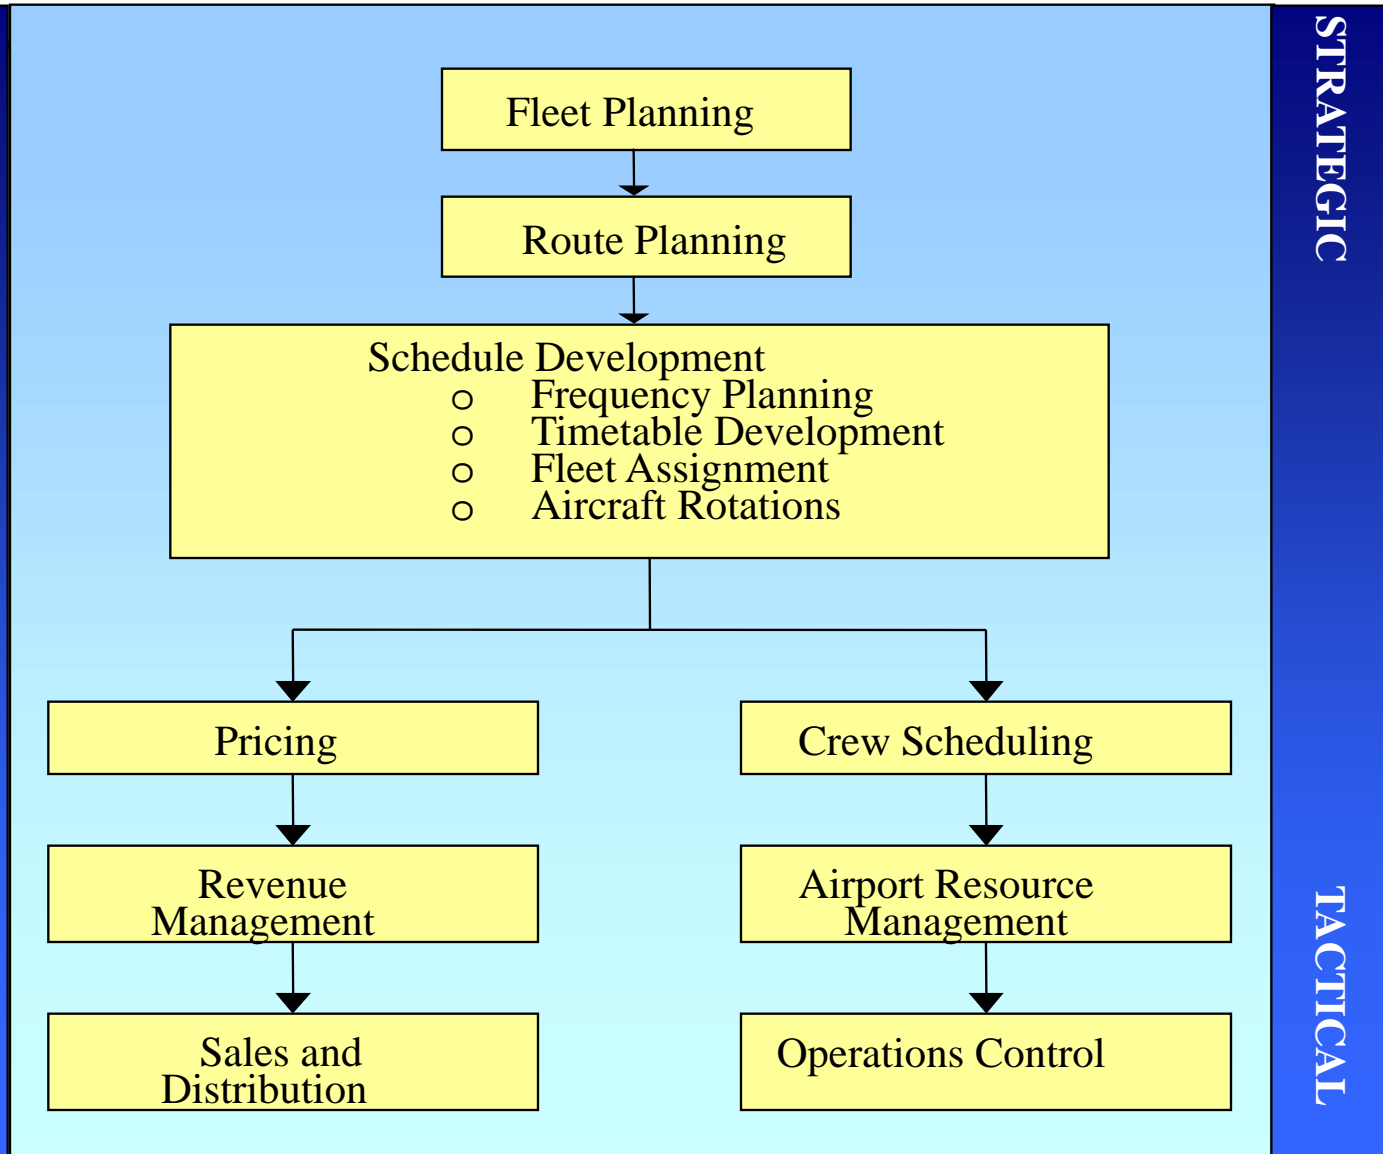 Fleet Planning
Route Planning
Schedule Development
o Frequency Planning
o Timetable Development
o Fleet Assignment
o Aircraft Rotations
Pricing
Revenue
Management
Sales and
Distribution
Crew Scheduling
Airport Resource
Management
Operations Control
STRATEGIC
TACTICAL